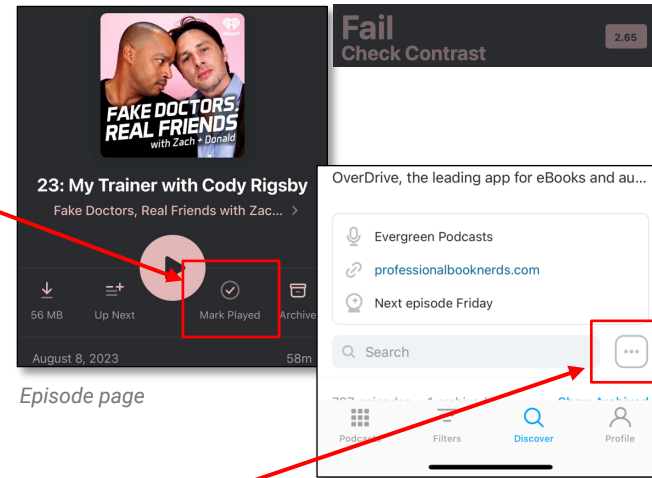 iHeart
FAKE DOCTORS,
REAL FRIENDS
with Zach + Donald
23: My Trainer with Cody Rigsby
Fake Doctors, Real Friends with Zac... >
56 MB
Up Next
Mark Played
Archive
August 8, 2023
58m
Episode page
Fail
Check Contrast
2.65
OverDrive, the leading app for eBooks and au...
Evergreen Podcasts
professionalbooknerds.com
Next episode Friday
Search
Show Archived
Podcasts
Filters
Discover
Profile